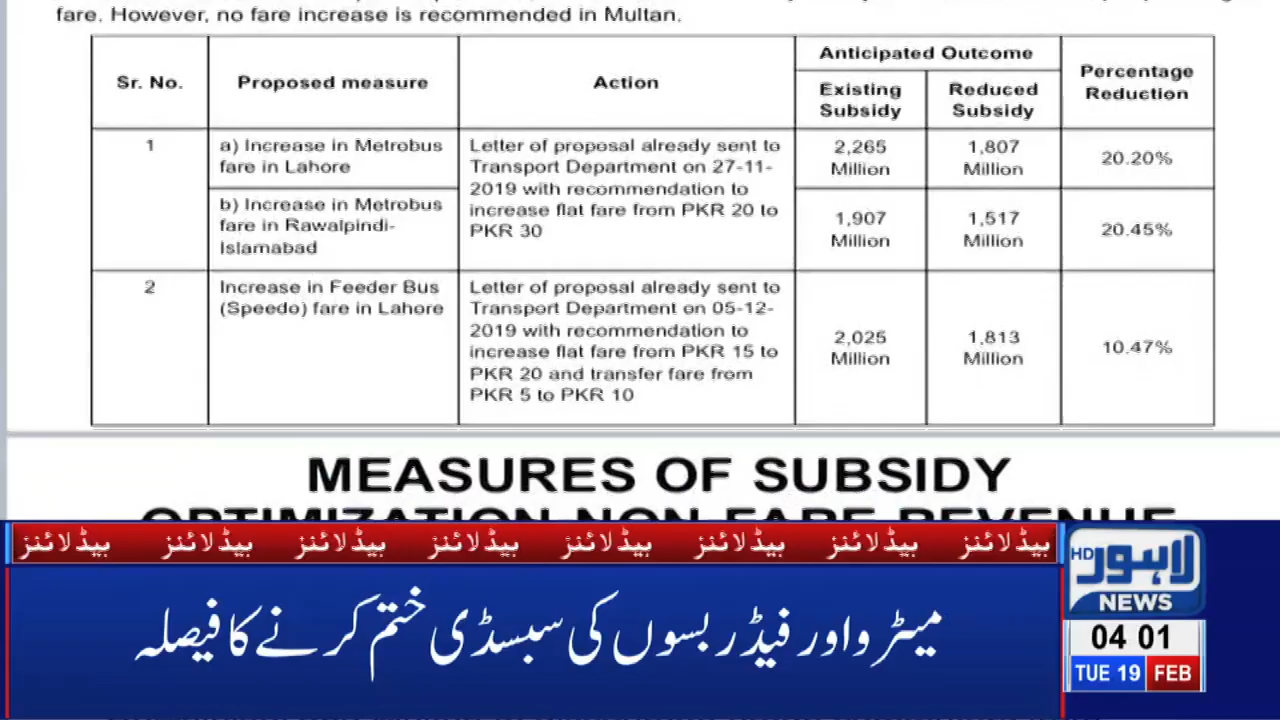 fare. However, no fare increase is recommended in Multan.
Sr. No.
Proposed measure
Action
Anticipated Outcome
Existing
Subsidy
Reduced
Subsidy
Percentage
Reduction
1
a) Increase in Metrobus
fare in Lahore
Letter of proposal already sent to
Transport Department on 27-11-
2019 with recommendation to
increase flat fare from PKR 20 to
PKR 30
2,265
Million
1,807
Million
20.20%
b) Increase in Metrobus
fare in Rawalpindi-
Islamabad
1,907
Million
1,517
Million
20.45%
2
Increase in Feeder Bus
(Speedo) fare in Lahore
Letter of proposal already sent to
Transport Department on 05-12-
2019 with recommendation to
increase flat fare from PKR 15 to
PKR 20 and transfer fare from
PKR 5 to PKR 10
2,025
Million
1,813
Million
10.47%
MEASURES OF SUBSIDY
OPTIMIZATION NON FARE REVENUE
ہیڈلائنز ہیڈلائنز ہیڈلائنز ہیڈلائنز ہیڈلائنز ہیڈلائنز ہیڈلائنز ہیڈلائنز
میٹرو اور فیڈر بسوں کی سبسڈی ختم کرنے کا فیصلہ
HD لاہور
NEWS
04 01
TUE 19 FEB